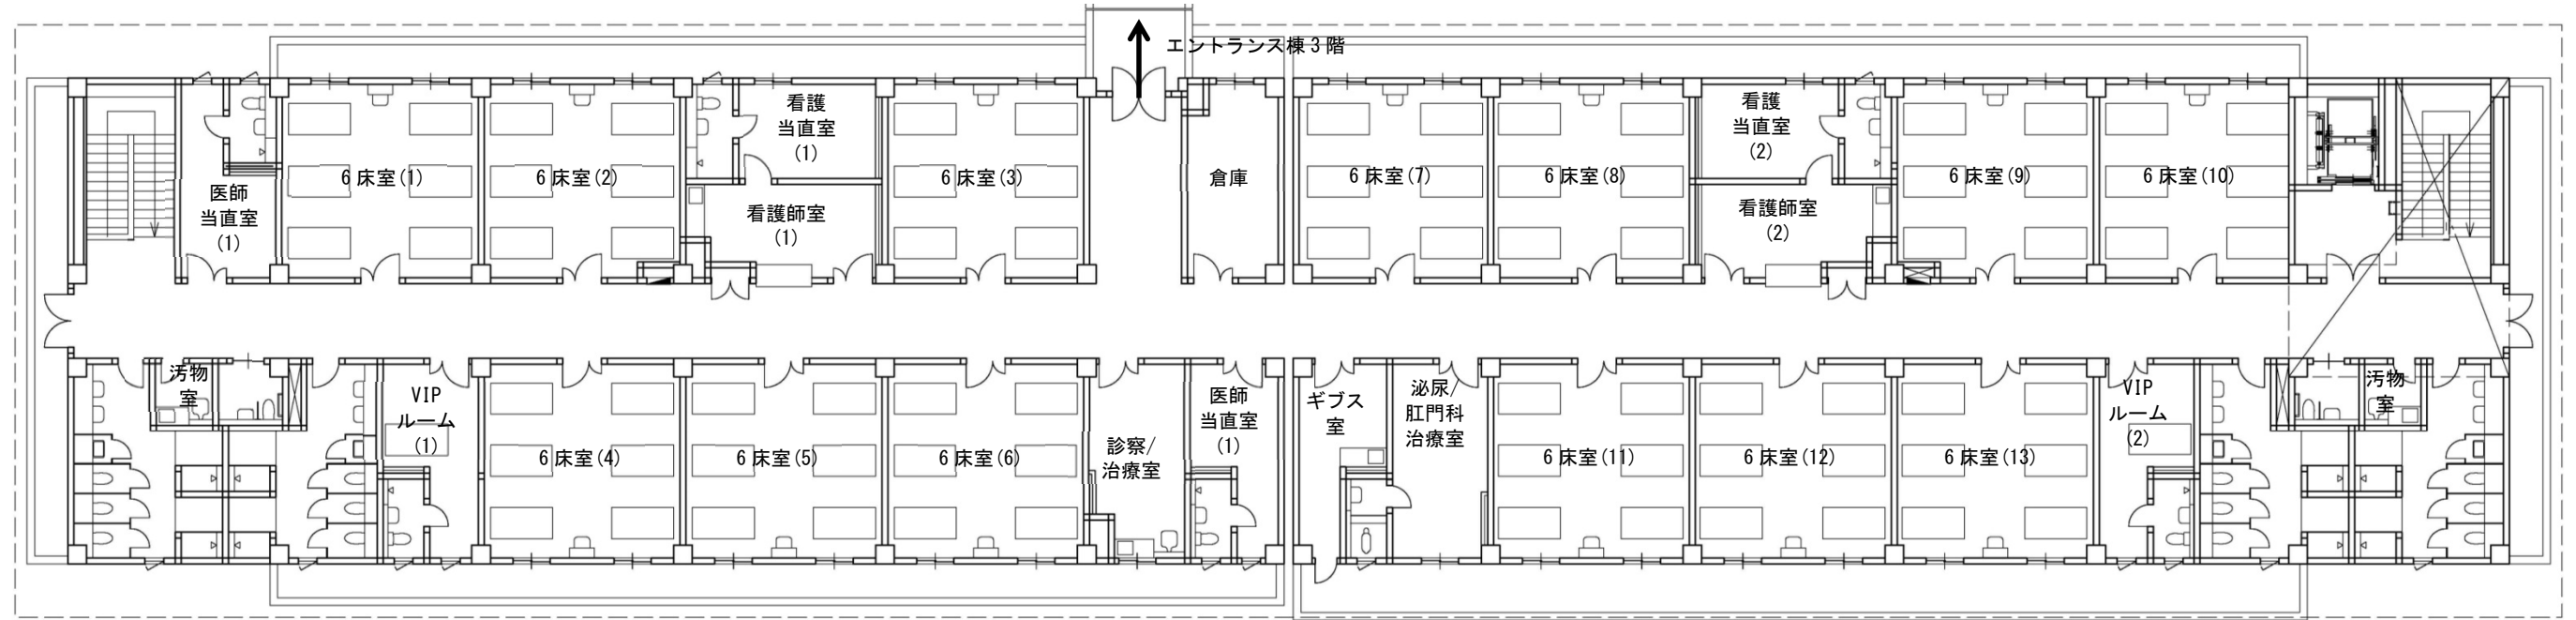 エントランス棟3階
医師
当直室
(1)
6床室(1)
6床室(2)
看護
当直室
(1)
看護師室
(1)
6床室(3)
倉庫
6床室(7)
6床室(8)
看護
当直室
(2)
看護師室
(2)
6床室(9)
6床室(10)
汚物
室
VIP
ルーム
(1)
6床室(4)
6床室(5)
6床室(6)
診察/
治療室
医師
当直室
(1)
ギブス
室
泌尿/
肛門科
治療室
6床室(11)
6床室(12)
6床室(13)
VIP
ルーム
(2)
汚物
室